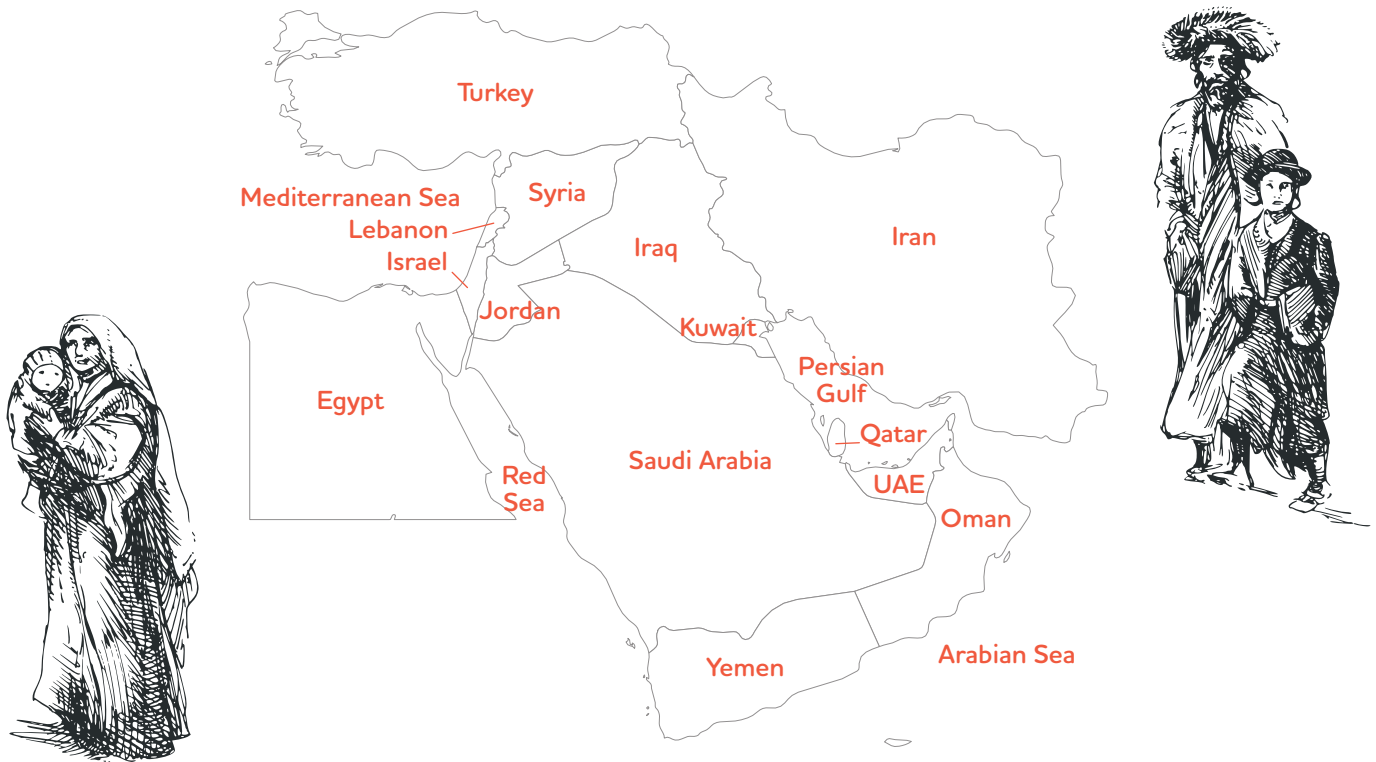 Turkey
Mediterranean Sea
Syria
Lebanon
Israel
Iraq
Iran
Jordan
Kuwait
Persian
Gulf
Egypt
Qatar
Saudi Arabia
Red
Sea
UAE
Oman
Yemen
Arabian Sea